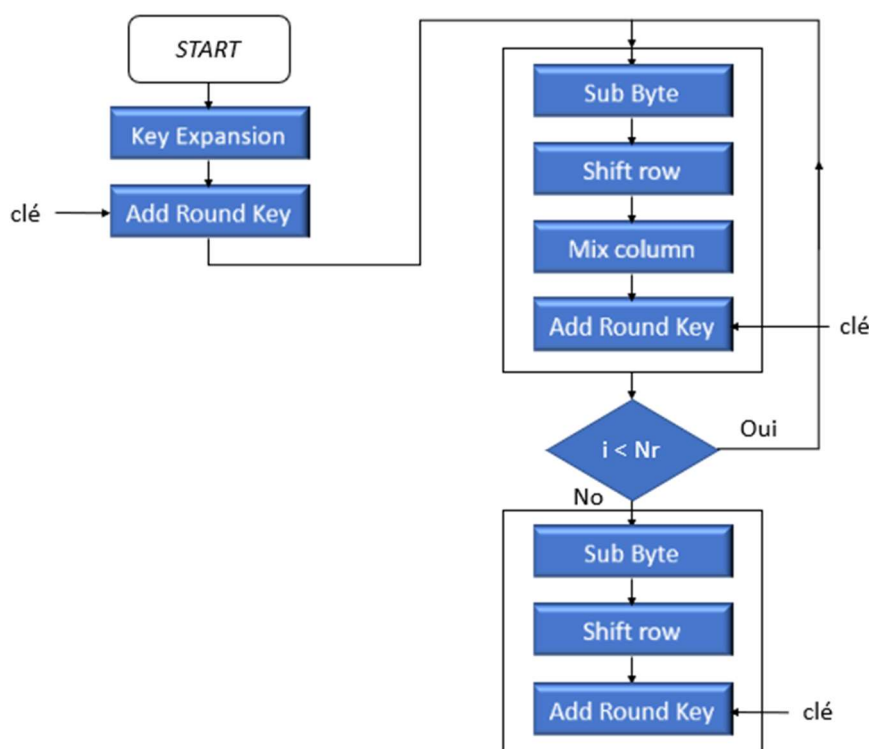 START
Key Expansion
clé
Add Round Key
Sub Byte
Shift row
Mix column
Add Round Key
clé
i < Nr
Oui
No
Sub Byte
Shift row
Add Round Key
clé